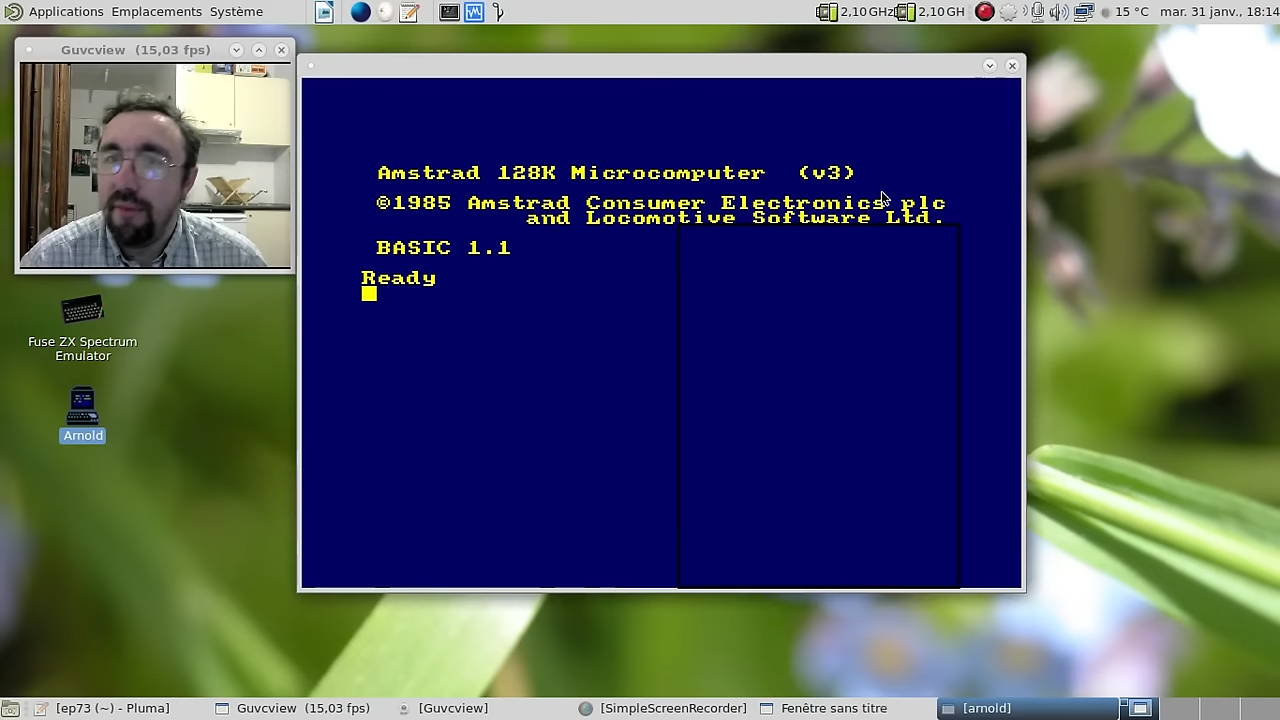 Applications Emplacements Système
2,10 GHz 2,10 GH 15 °C mar. 31 janv., 18:14
Guvcview (15,03 fps)
Amstrad 128K Microcomputer (v3)
©1985 Amstrad Consumer Electronics plc
and Locomotive Software Ltd.
BASIC 1.1
Ready
Fuse ZX Spectrum
Emulator
Arnold
[ep73 (~) - Pluma] Guvcview (15,03 fps) [Guvcview] [SimpleScreenRecorder] Fenêtre sans titre [arnold]